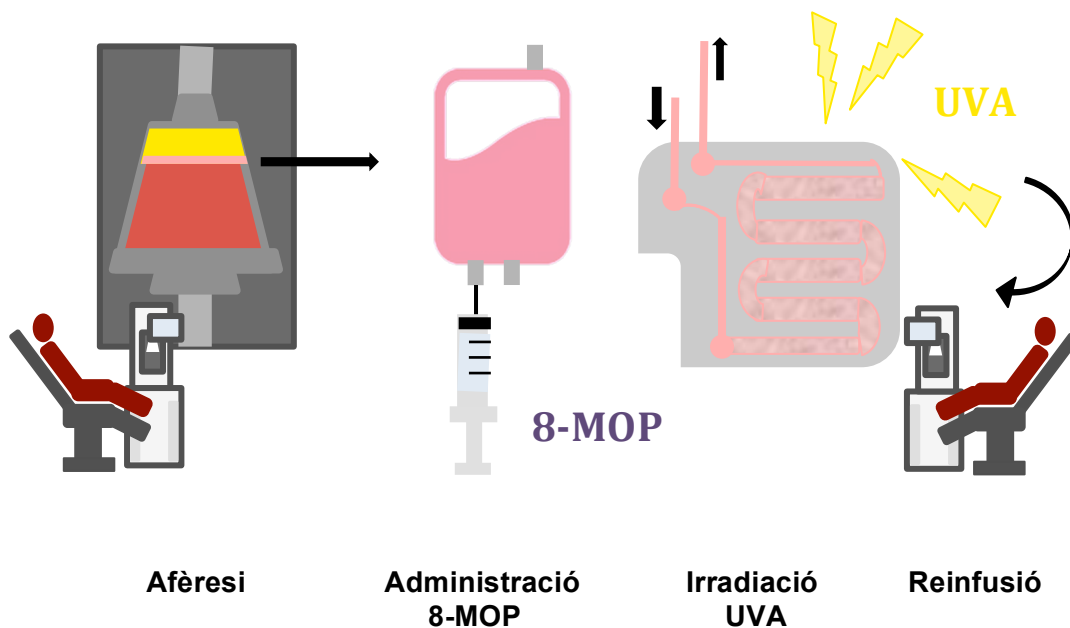 UVA
8-MOP
Afèresi
Administració
8-MOP
Irradiació
UVA
Reinfusió